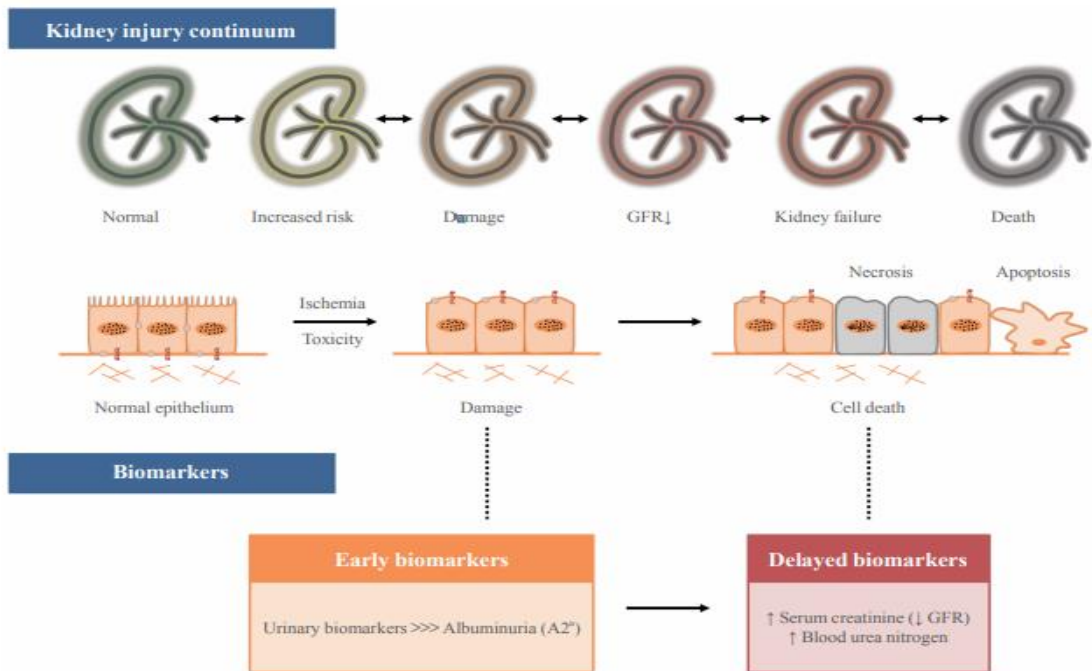 Kidney injury continuum
Normal
Increased risk
Damage
GFR↓
Kidney failure
Death
Necrosis
Apoptosis
Ischemia
Toxicity
Normal epithelium
Damage
Cell death
Biomarkers
Early biomarkers
Delayed biomarkers
Urinary biomarkers >>> Albuminuria (A2)
↑ Serum creatinine (↓ GFR)
↑ Blood urea nitrogen